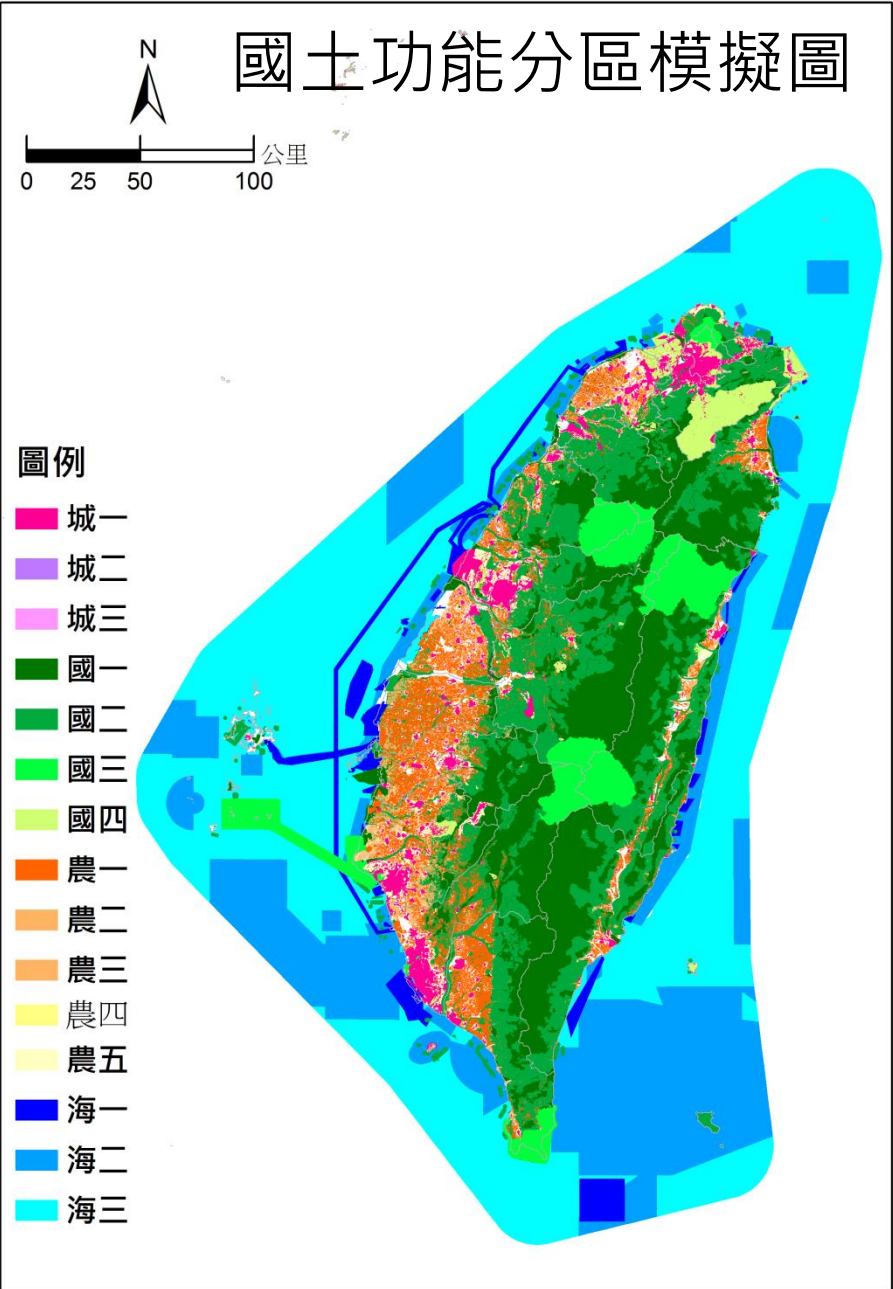 國土功能分區模擬圖
N
公里
0 25 50 100
圖例
城一
城二
城三
國一
國二
國三
國四
農一
農二
農三
農四
農五
海一
海二
海三